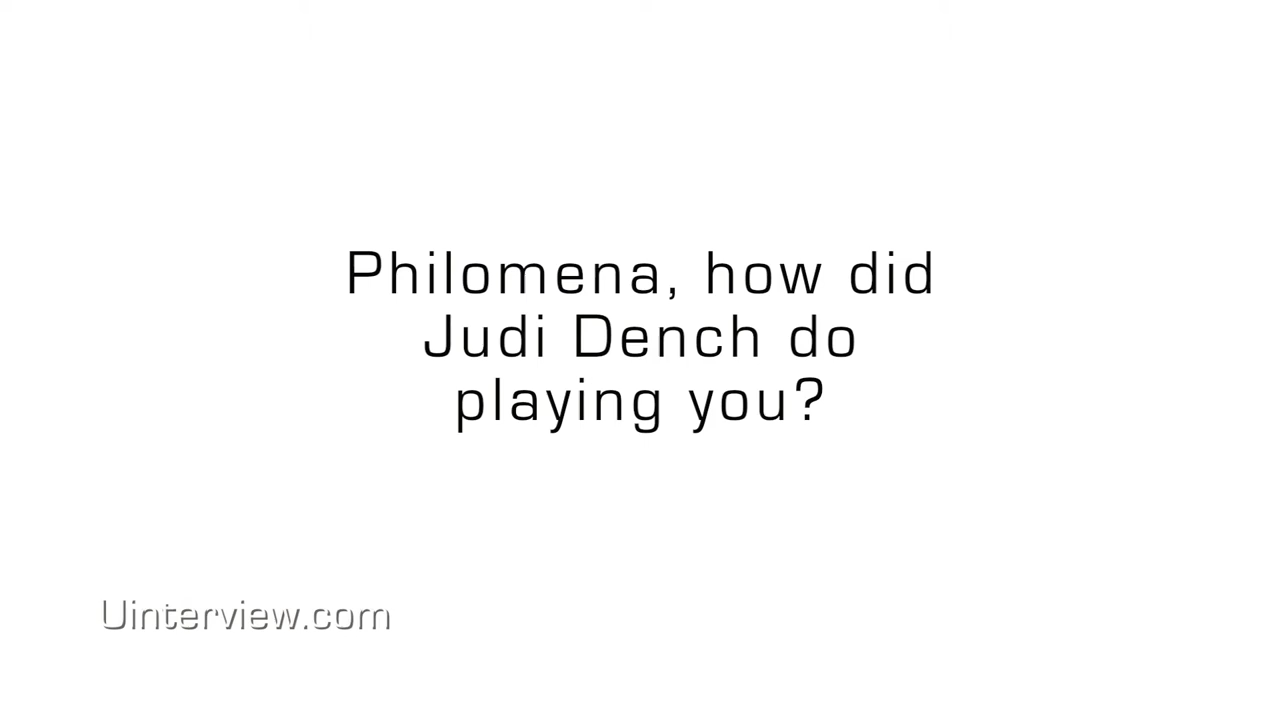 Philomena, how did
Judi Dench do
playing you?
Uinterview.com